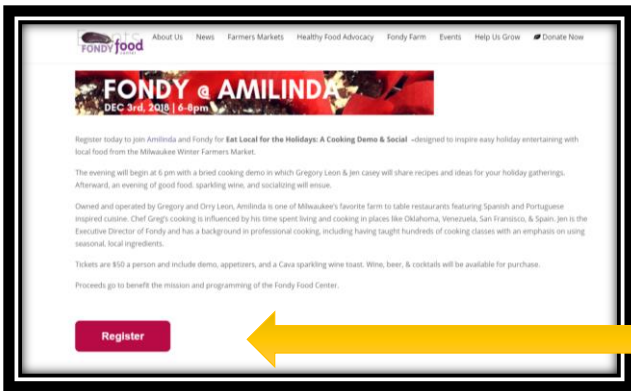 Events
FONDY food
center
About Us News Farmers Markets Healthy Food Advocacy Fondy Farm Events Help Us Grow Donate Now
FONDY @ AMILINDA
DEC 3rd, 2018 | 6-8pm
Register today to join Amilinda and Fondy for Eat Local for the Holidays: A Cooking Demo & Social –designed to inspire easy holiday entertaining with
local food from the Milwaukee Winter Farmers Market.
The evening will begin at 6 pm with a bried cooking demo in which Gregory Leon & Jen casey will share recipes and ideas for your holiday gatherings.
Afterward, an evening of good food. sparkling wine, and socializing will ensue.
Owned and operated by Gregory and Orry Leon, Amilinda is one of Milwaukee's favorite farm to table restaurants featuring Spanish and Portuguese
inspired cuisine. Chef Greg's cooking is influenced by his time spent living and cooking in places like Oklahoma, Venezuela, San Fransisco, & Spain. Jen is the
Executive Director of Fondy and has a background in professional cooking, including having taught hundreds of cooking classes with an emphasis on using
seasonal, local ingredients.
Tickets are $50 a person and include demo, appetizers, and a Cava sparkling wine toast. Wine, beer, & cocktails will be available for purchase.
Proceeds go to benefit the mission and programming of the Fondy Food Center.
Register